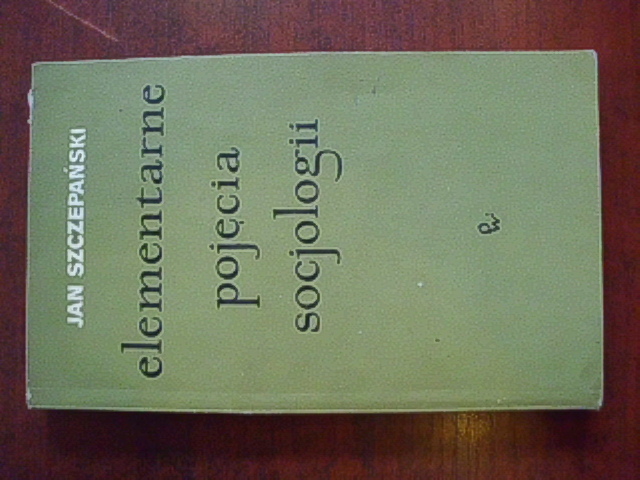 JAN SZCZEPAŃSKI
elementarne
pojęcia
socjologii